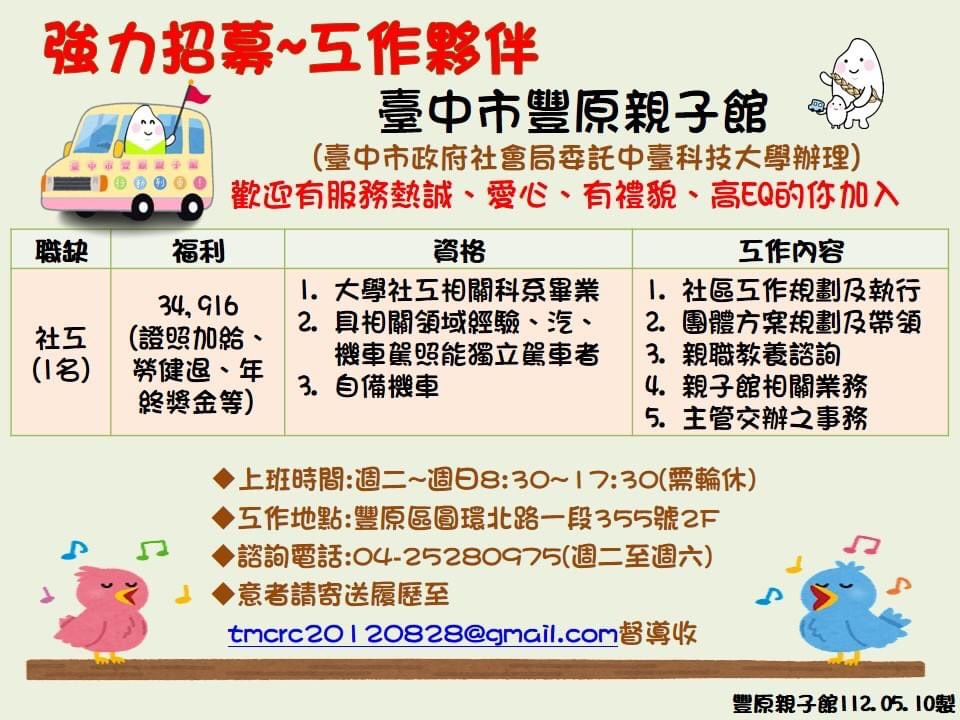 強力招募~工作夥伴
臺中市豐原親子館
(臺中市政府社會局委託中臺科技大學辦理)
歡迎有服務熱誠、愛心、有禮貌、高EQ的你加入
臺中市豐原親子館
職缺
福利
資格
工作內容
社工
(1名)
34,916
(證照加給、
勞健退、年
終獎金等)
1. 大學社工相關科系畢業
2. 具相關領域經驗、汽、
機車駕照能獨立駕車者
3. 自備機車
1. 社區工作規劃及執行
2. 團體方案規劃及帶領
3. 親職教養諮詢
4. 親子館相關業務
5. 主管交辦之事務
◆上班時間:週二~週日8:30~17:30(需輪休)
◆工作地點:豐原區圓環北路一段355號2F
◆諮詢電話:04-25280975(週二至週六)
◆意者請寄送履歷至
tmcrc20120828@gmail.com督導收
豐原親子館112.05.10製